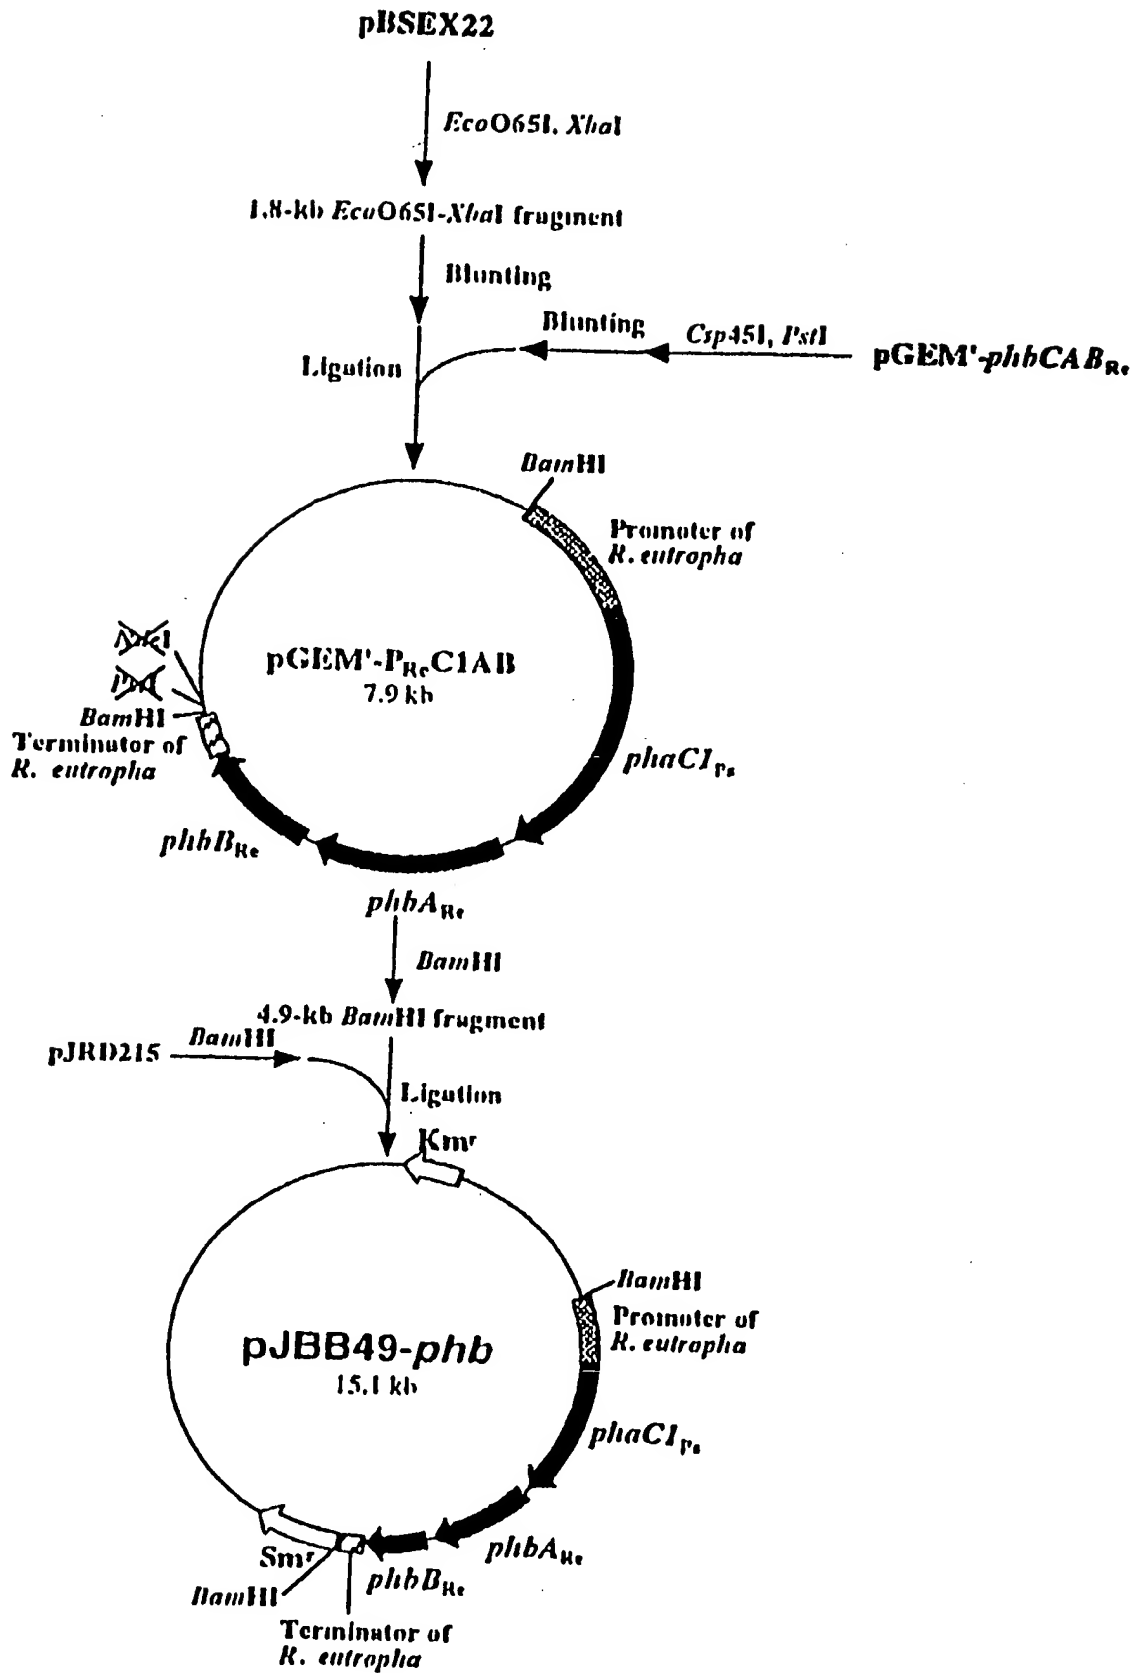 pBSEX22
EcoO65I, XbaI
1.8-kb EcoO65I-XbaI fragment
Blunting
Blunting
Csp45I, PstI
pGEM'-phbCABRe
Ligation
BamHI
Promoter of
R. eutropha
NdeI
PstI
BamHI
Terminator of
R. eutropha
pGEM'-PReC1AB
7.9 kb
phaC1Ps
phbBRe
phbARe
BamHI
4.9-kb BamHI fragment
pJRD215
BamHI
Ligation
Kmr
BamHI
Promoter of
R. eutropha
pJBB49-phb
15.1 kb
phaC1Ps
phbARe
phbBRe
Smr
BamHI
Terminator of
R. eutropha